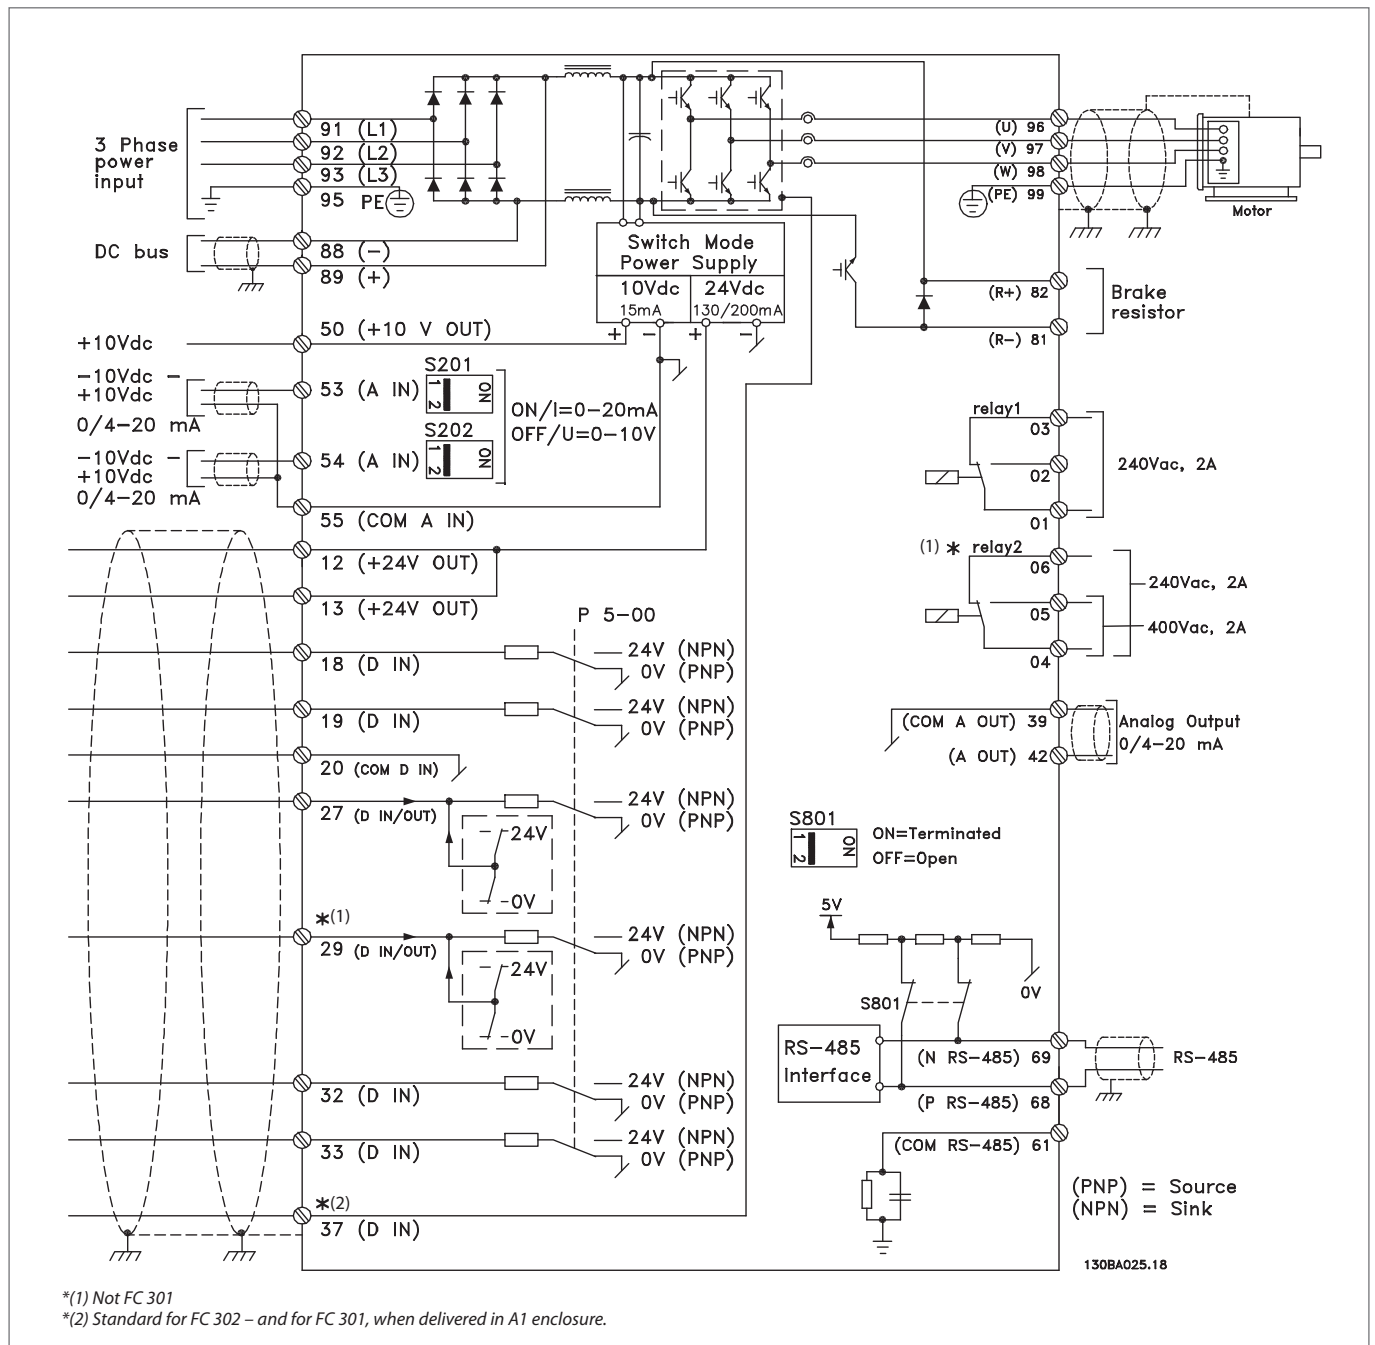 3 Phase
power
input
91 (L1)
92 (L2)
93 (L3)
95 PE
DC bus
88 (−)
89 (+)
+10Vdc
50 (+10 V OUT)
−10Vdc −
+10Vdc
0/4−20 mA
53 (A IN)
S201
1 2
ON
ON/I=0−20mA
OFF/U=0−10V
−10Vdc −
+10Vdc
0/4−20 mA
54 (A IN)
S202
1 2
ON
55 (COM A IN)
12 (+24V OUT)
13 (+24V OUT)
Switch Mode
Power Supply
10Vdc
15mA
24Vdc
130/200mA
+ − + −
P 5-00
18 (D IN)
24V (NPN)
0V (PNP)
19 (D IN)
24V (NPN)
0V (PNP)
20 (COM D IN)
27 (D IN/OUT)
24V (NPN)
0V (PNP)
24V
0V
*(1)
29 (D IN/OUT)
24V (NPN)
0V (PNP)
24V
0V
32 (D IN)
24V (NPN)
0V (PNP)
33 (D IN)
24V (NPN)
0V (PNP)
*(2)
37 (D IN)
(U) 96
(V) 97
(W) 98
(PE) 99
Motor
(R+) 82
(R−) 81
Brake
resistor
relay1
03
02
01
240Vac, 2A
(1) * relay2
06
05
04
240Vac, 2A
400Vac, 2A
(COM A OUT) 39
(A OUT) 42
Analog Output
0/4−20 mA
S801
1 2
ON
ON=Terminated
OFF=Open
5V
0V
S801
RS-485
Interface
(N RS-485) 69
(P RS-485) 68
(COM RS-485) 61
RS-485
(PNP) = Source
(NPN) = Sink
130BA025.18
*(1) Not FC 301
*(2) Standard for FC 302 – and for FC 301, when delivered in A1 enclosure.